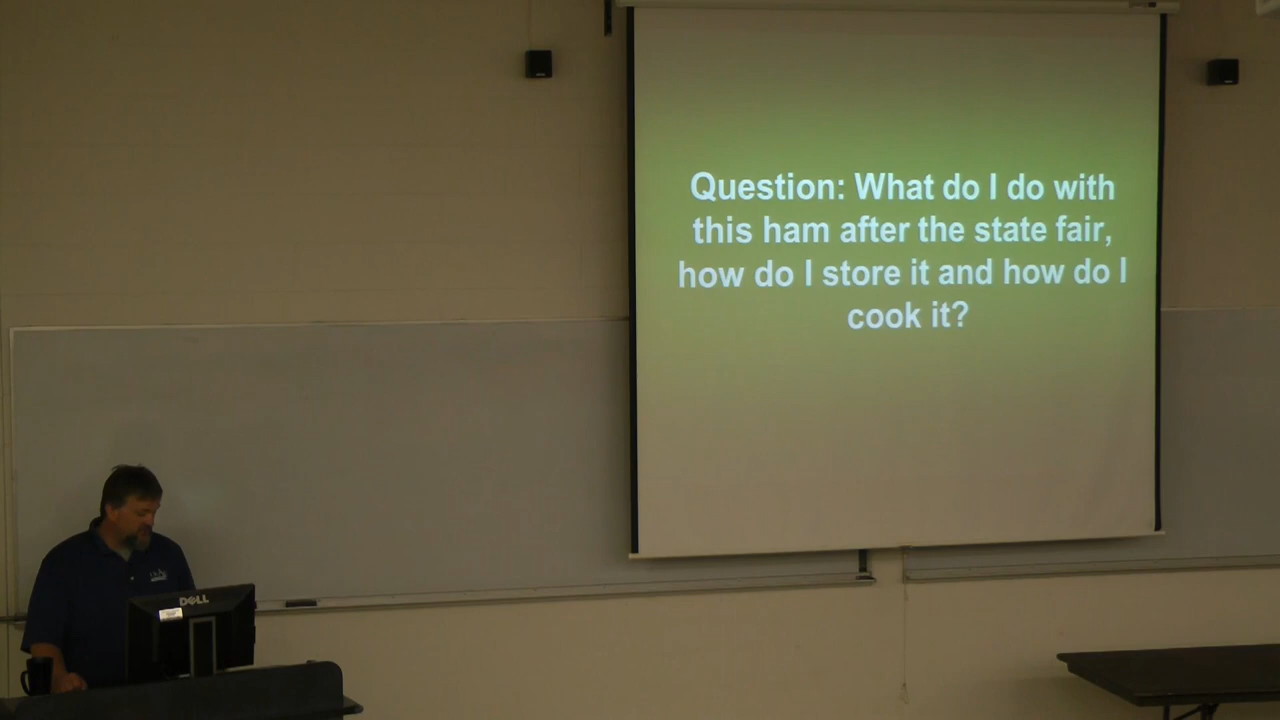 Question: What do I do with
this ham after the state fair,
how do I store it and how do I
cook it?
DELL